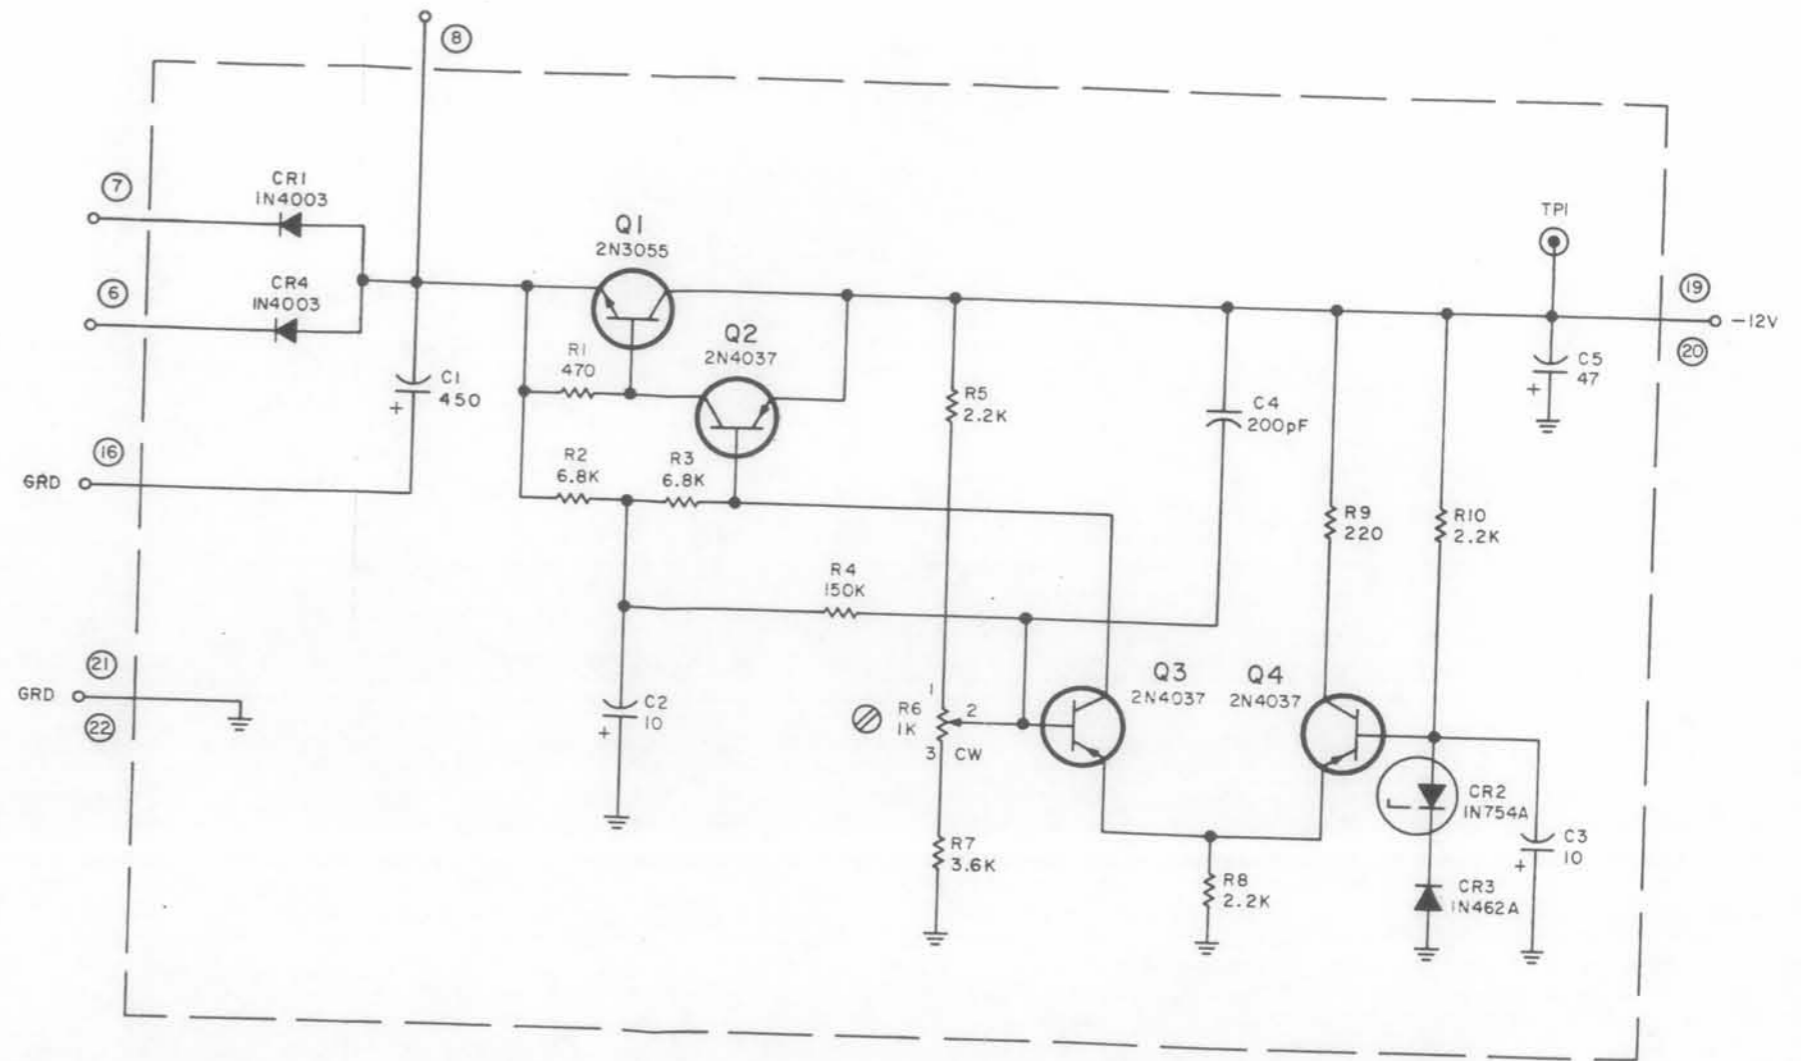 8
7
CR1
1N4003
6
CR4
1N4003
Q1
2N3055
Q2
2N4037
R1
470
C1
450
+
16
GRD
R2
6.8K
R3
6.8K
R5
2.2K
C4
200pF
TP1
19
-12V
20
C5
47
+
R9
220
R10
2.2K
R4
150K
21
GRD
22
C2
10
+
1
R6
1K
2
3
CW
Q3
2N4037
Q4
2N4037
R7
3.6K
R8
2.2K
CR2
1N754A
C3
10
+
CR3
1N462A